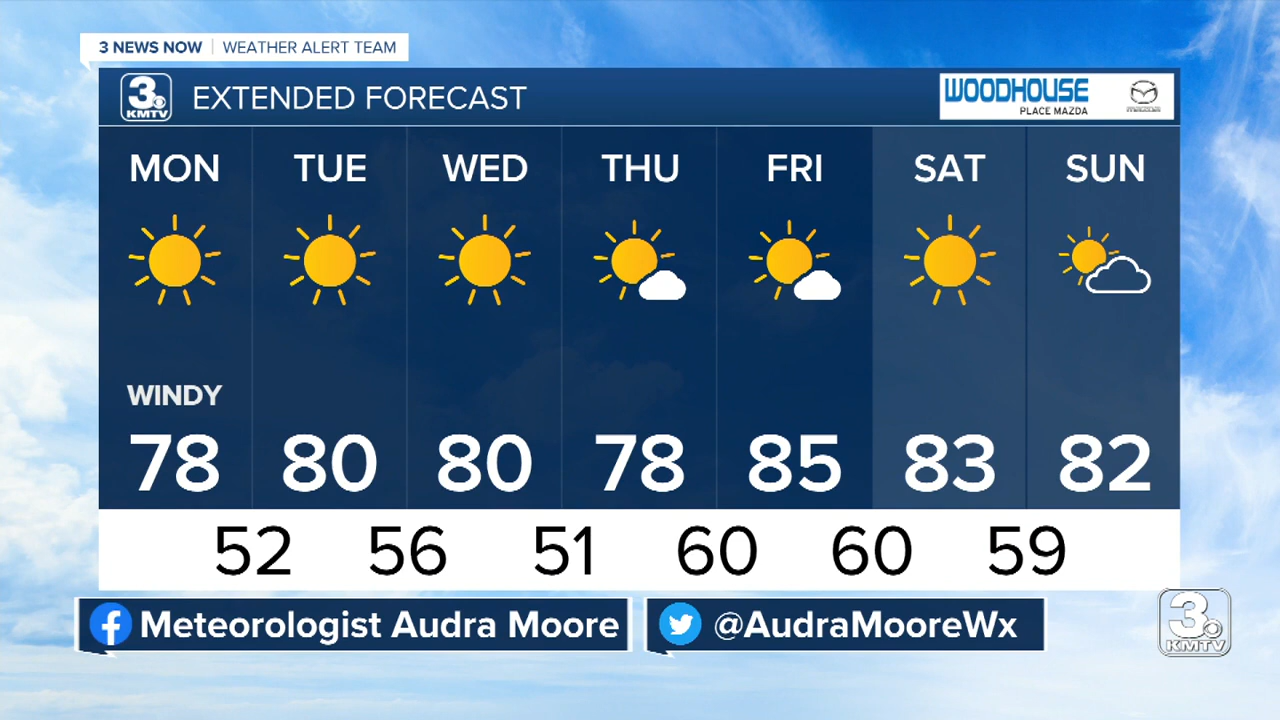 3 NEWS NOW WEATHER ALERT TEAM
3 KMTV EXTENDED FORECAST
WOODHOUSE
PLACE MAZDA
mazda
MON TUE WED THU FRI SAT SUN
WINDY
78 80 80 78 85 83 82
52 56 51 60 60 59
Meteorologist Audra Moore @AudraMooreWx
3 KMTV